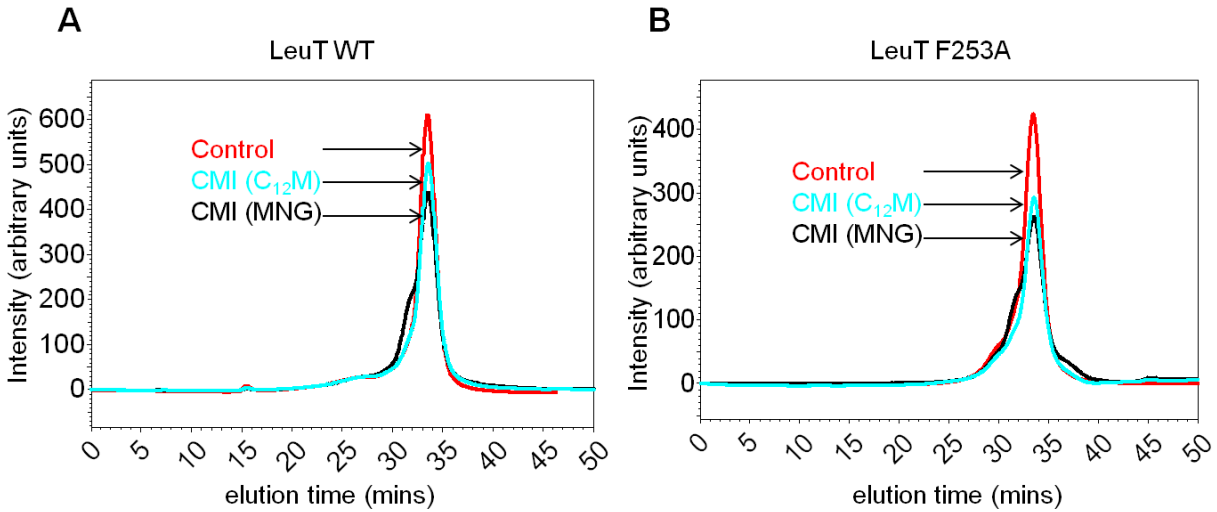 A
LeuT WT
Intensity (arbitrary units)
600
500
400
300
200
100
0
Control
CMI (C₁₂M)
CMI (MNG)
0 5 10 15 20 25 30 35 40 45 50
elution time (mins)
B
LeuT F253A
Intensity (arbitrary units)
400
300
200
100
0
Control
CMI (C₁₂M)
CMI (MNG)
0 5 10 15 20 25 30 35 40 45 50
elution time (mins)